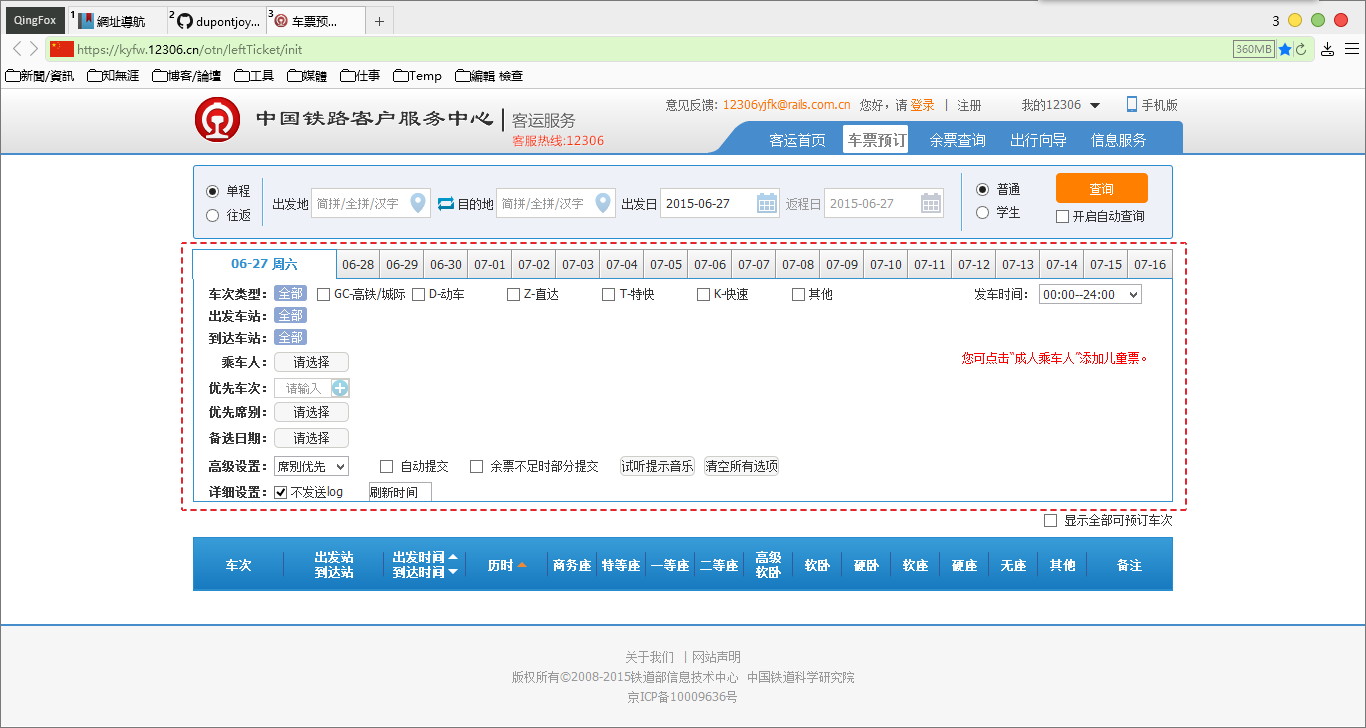 QingFox 1 網址導航 2 dupontjoy... 3 车票预... + 3
https://kyfw.12306.cn/otn/leftTicket/init 360MB
新聞/資訊 知無涯 博客/論壇 工具 媒體 仕事 Temp 編輯 檢查
意见反馈: 12306yjfk@rails.com.cn 您好，请 登录 | 注册 我的12306 手机版
中国铁路客户服务中心 | 客运服务
客服热线:12306
客运首页 车票预订 余票查询 出行向导 信息服务
单程 普通 查询
出发地 简拼/全拼/汉字 目的地 简拼/全拼/汉字 出发日 2015-06-27 返程日 2015-06-27
往返 学生 开启自动查询
06-27 周六 06-28 06-29 06-30 07-01 07-02 07-03 07-04 07-05 07-06 07-07 07-08 07-09 07-10 07-11 07-12 07-13 07-14 07-15 07-16
车次类型： 全部 GC-高铁/城际 D-动车 Z-直达 T-特快 K-快速 其他 发车时间： 00:00--24:00
出发车站： 全部
到达车站： 全部
乘车人： 请选择 您可点击“成人乘车人”添加儿童票。
优先车次： 请输入
优先席别： 请选择
备选日期： 请选择
高级设置： 席别优先 自动提交 余票不足时部分提交 试听提示音乐 清空所有选项
详细设置： 不发送log 刷新时间
显示全部可预订车次
车次 出发站 到达站 出发时间 到达时间 历时 商务座 特等座 一等座 二等座 高级 软卧 软卧 硬卧 软座 硬座 无座 其他 备注
关于我们 | 网站声明
版权所有©2008-2015铁道部信息技术中心 中国铁道科学研究院
京ICP备10009636号